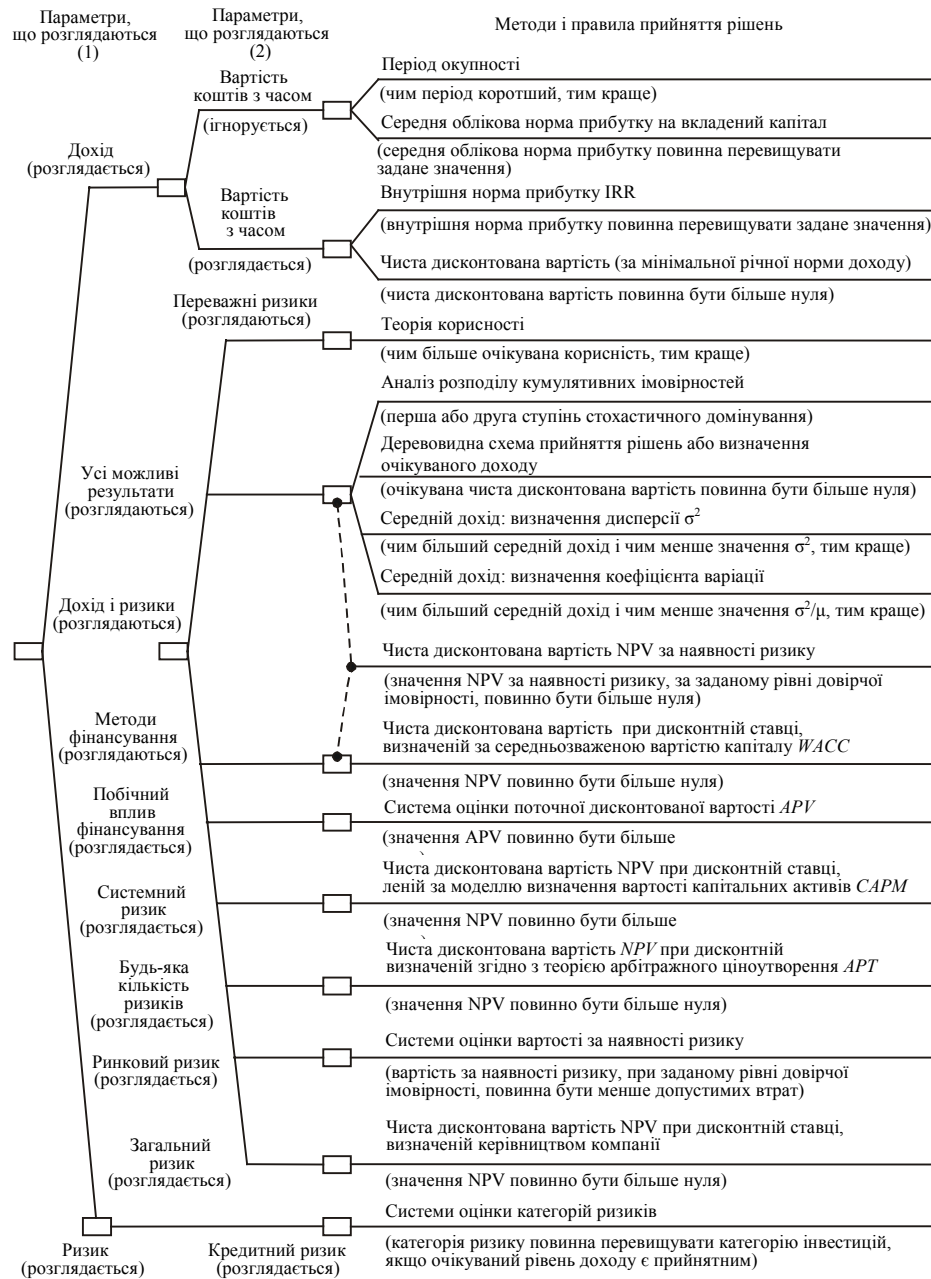 Параметри,
що розглядаються
(1)
Параметри,
що розглядаються
(2)
Методи і правила прийняття рішень
Дохід
(розглядається)
Вартість
коштів з часом
(ігнорується)
Період окупності
(чим період коротший, тим краще)
Середня облікова норма прибутку на вкладений капітал
(середня облікова норма прибутку повинна перевищувати
задане значення)
Вартість
коштів
з часом
(розглядається)
Внутрішня норма прибутку IRR
(внутрішня норма прибутку повинна перевищувати задане значення)
Чиста дисконтована вартість (за мінімальної річної норми доходу)
(чиста дисконтована вартість повинна бути більше нуля)
Дохід і ризики
(розглядаються)
Переважні ризики
(розглядаються)
Теорія корисності
(чим більше очікувана корисність, тим краще)
Усі можливі
результати
(розглядаються)
Аналіз розподілу кумулятивних імовірностей
(перша або друга ступінь стохастичного домінування)
Деревовидна схема прийняття рішень або визначення
очікуваного доходу
(очікувана чиста дисконтована вартість повинна бути більше нуля)
Середній дохід: визначення дисперсії σ²
(чим більший середній дохід і чим менше значення σ², тим краще)
Середній дохід: визначення коефіцієнта варіації
(чим більший середній дохід і чим менше значення σ²/μ, тим краще)
Чиста дисконтована вартість NPV за наявності ризику
(значення NPV за наявності ризику, за заданому рівні довірчої
імовірності, повинно бути більше нуля)
Методи
фінансування
(розглядаються)
Чиста дисконтована вартість при дисконтній ставці,
визначеній за середньозваженою вартістю капіталу WACC
(значення NPV повинно бути більше нуля)
Побічний
вплив
фінансування
(розглядається)
Система оцінки поточної дисконтованої вартості APV
(значення APV повинно бути більше
Системний
ризик
(розглядається)
Чиста дисконтована вартість NPV при дисконтній ставці,
леній за моделлю визначення вартості капітальних активів CAPM
(значення NPV повинно бути більше
Будь-яка
кількість
ризиків
(розглядається)
Чиста дисконтована вартість NPV при дисконтній
визначеній згідно з теорією арбітражного ціноутворення APT
(значення NPV повинно бути більше нуля)
Ринковий ризик
(розглядається)
Системи оцінки вартості за наявності ризику
(вартість за наявності ризику, при заданому рівні довірчої
імовірності, повинна бути менше допустимих втрат)
Загальний
ризик
(розглядається)
Чиста дисконтована вартість NPV при дисконтній ставці,
визначеній керівництвом компанії
(значення NPV повинно бути більше нуля)
Ризик
(розглядається)
Кредитний ризик
(розглядається)
Системи оцінки категорій ризиків
(категорія ризику повинна перевищувати категорію інвестицій,
якщо очікуваний рівень доходу є прийнятним)